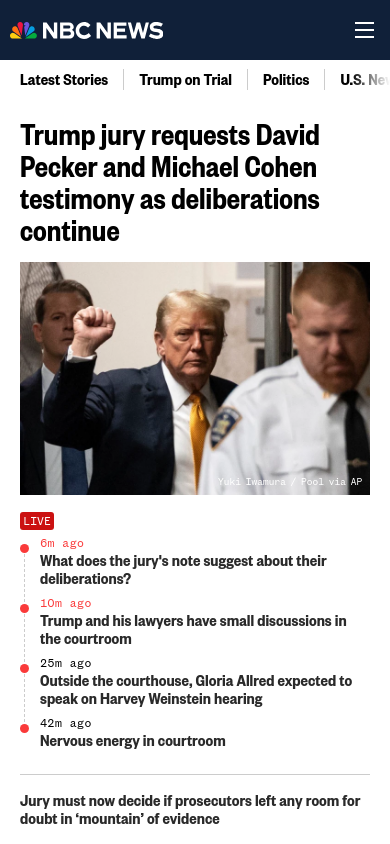 NBC NEWS
Latest Stories
Trump on Trial
Politics
U.S.
Trump jury requests David
Pecker and Michael Cohen
testimony as deliberations
continue
Yuki Iwamura / Pool via AP
LIVE
6m ago
What does the jury's note suggest about their
deliberations?
10m ago
Trump and his lawyers have small discussions in
the courtroom
25m ago
Outside the courthouse, Gloria Allred expected to
speak on Harvey Weinstein hearing
42m ago
Nervous energy in courtroom
Jury must now decide if prosecutors left any room for
doubt in ‘mountain’ of evidence